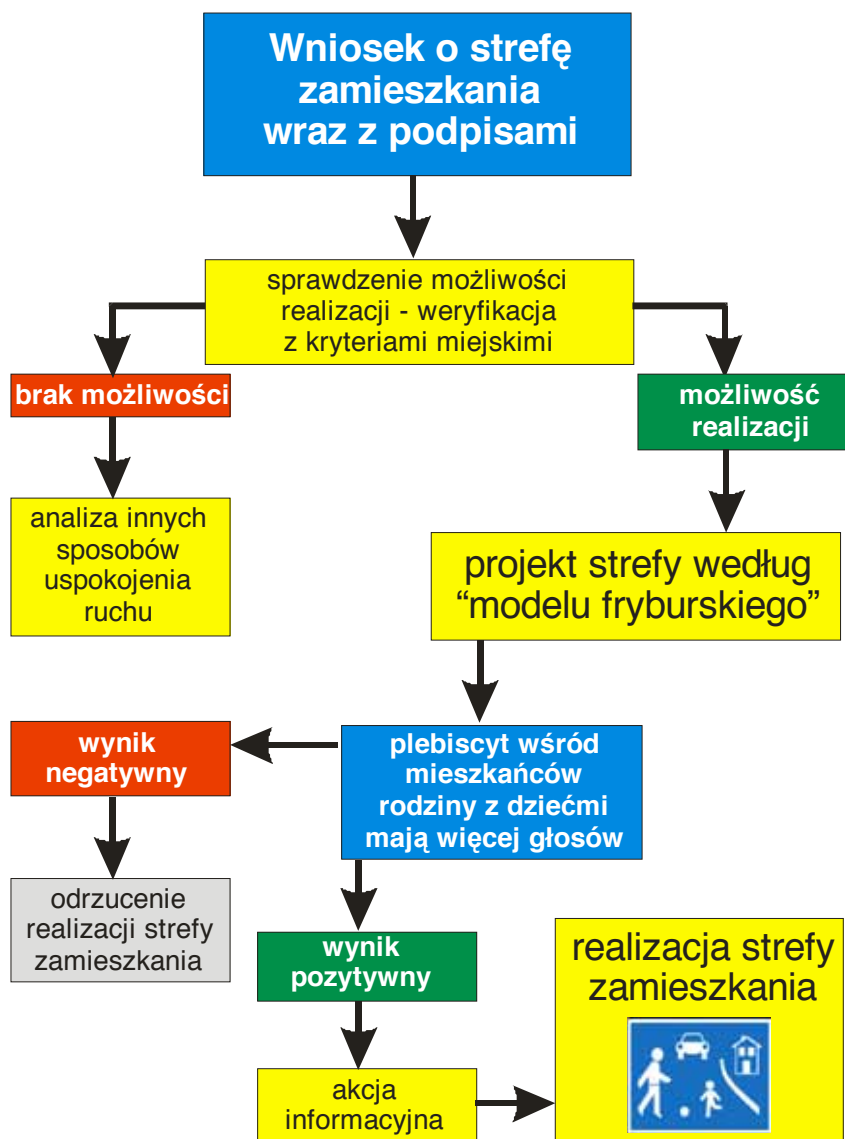 Wniosek o strefę
zamieszkania
wraz z podpisami
sprawdzenie możliwości
realizacji - weryfikacja
z kryteriami miejskimi
brak możliwości
możliwość
realizacji
analiza innych
sposobów
uspokojenia
ruchu
projekt strefy według
“modelu fryburskiego”
wynik
negatywny
plebiscyt wśród
mieszkańców
rodziny z dziećmi
mają więcej głosów
odrzucenie
realizacji strefy
zamieszkania
wynik
pozytywny
realizacja strefy
zamieszkania
akcja
informacyjna